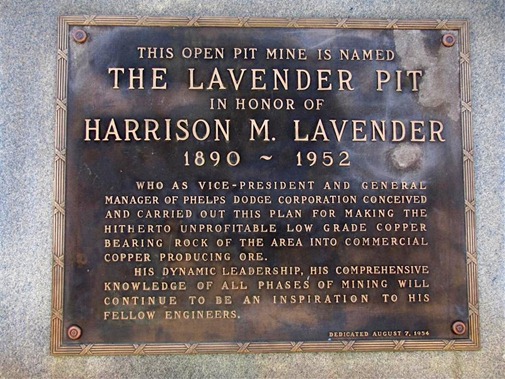 THIS OPEN PIT MINE IS NAMED
THE LAVENDER PIT
IN HONOR OF
HARRISON M. LAVENDER
1890 ~ 1952
WHO AS VICE-PRESIDENT AND GENERAL
MANAGER OF PHELPS DODGE CORPORATION CONCEIVED
AND CARRIED OUT THIS PLAN FOR MAKING THE
HITHERTO UNPROFITABLE LOW GRADE COPPER
BEARING ROCK OF THE AREA INTO COMMERCIAL
COPPER PRODUCING ORE.
HIS DYNAMIC LEADERSHIP, HIS COMPREHENSIVE
KNOWLEDGE OF ALL PHASES OF MINING WILL
CONTINUE TO BE AN INSPIRATION TO HIS
FELLOW ENGINEERS.
DEDICATED AUGUST 7, 1954